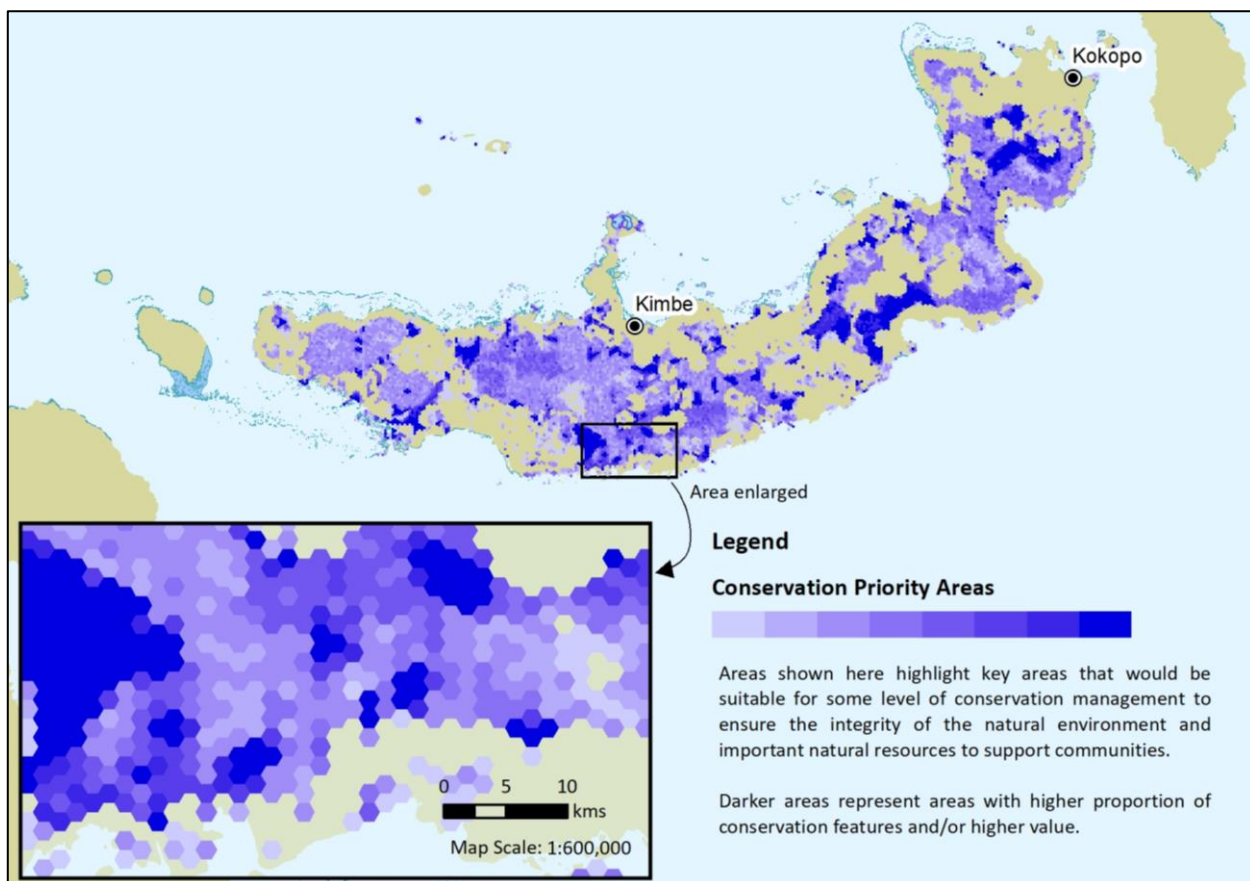 Kokopo
Kimbe
Area enlarged
Legend
Conservation Priority Areas
Areas shown here highlight key areas that would be
suitable for some level of conservation management to
ensure the integrity of the natural environment and
important natural resources to support communities.
Darker areas represent areas with higher proportion of
conservation features and/or higher value.
0 5 10
kms
Map Scale: 1:600,000